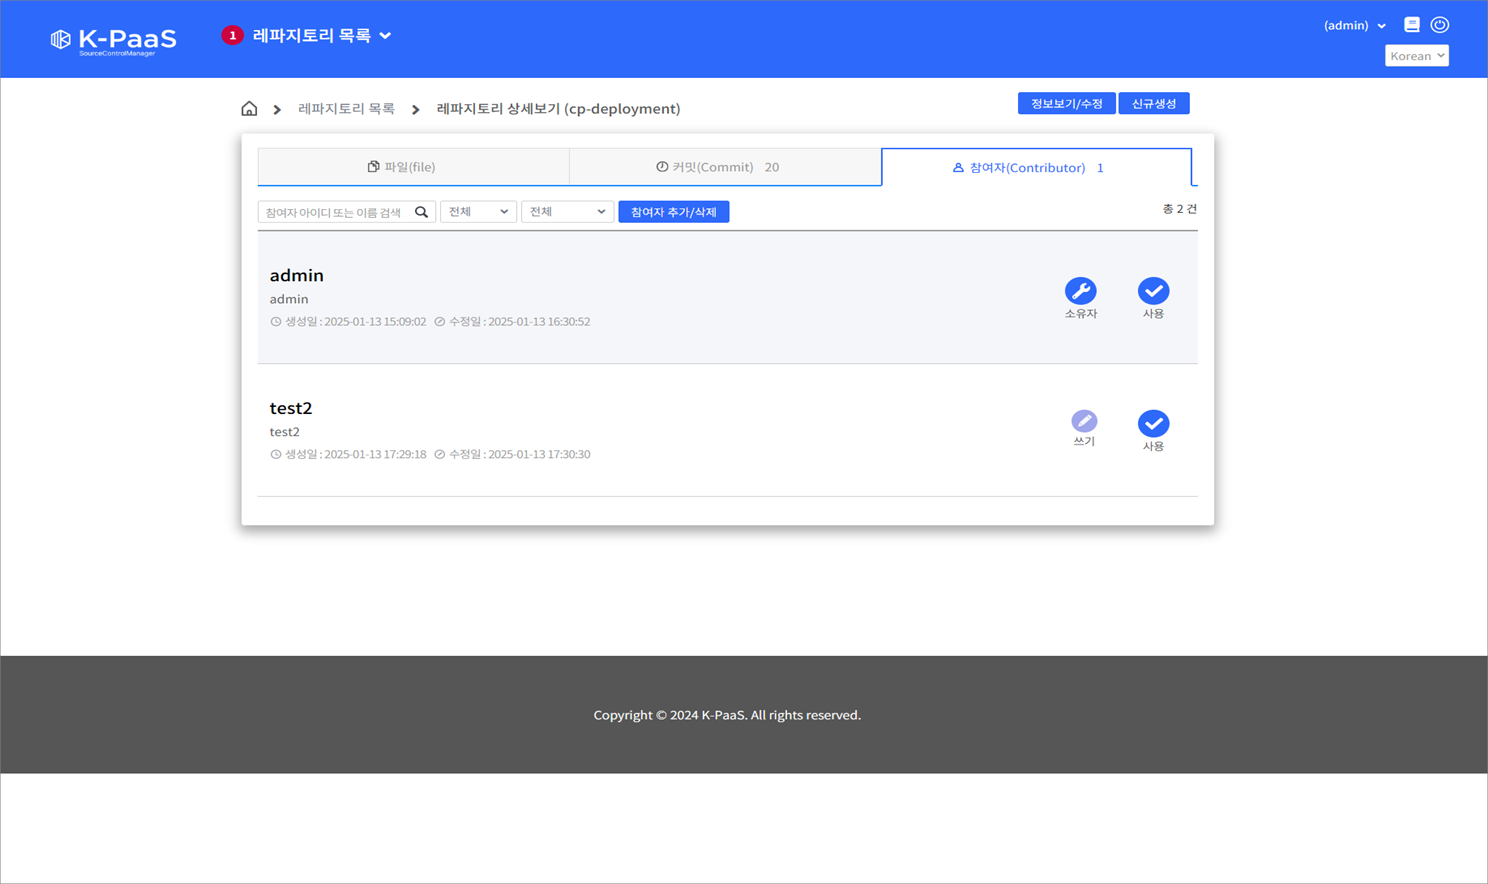 K-PaaS
SourceControlManager
1 레파지토리 목록
(admin)
Korean
레파지토리 목록 레파지토리 상세보기 (cp-deployment)
정보보기/수정 신규생성
파일(file) 커밋(Commit) 20 참여자(Contributor) 1
참여자 아이디 또는 이름 검색 전체 전체 참여자 추가/삭제 총 2 건
admin
admin
생성일 : 2025-01-13 15:09:02 수정일 : 2025-01-13 16:30:52
소유자 사용
test2
test2
생성일 : 2025-01-13 17:29:18 수정일 : 2025-01-13 17:30:30
쓰기 사용
Copyright © 2024 K-PaaS. All rights reserved.